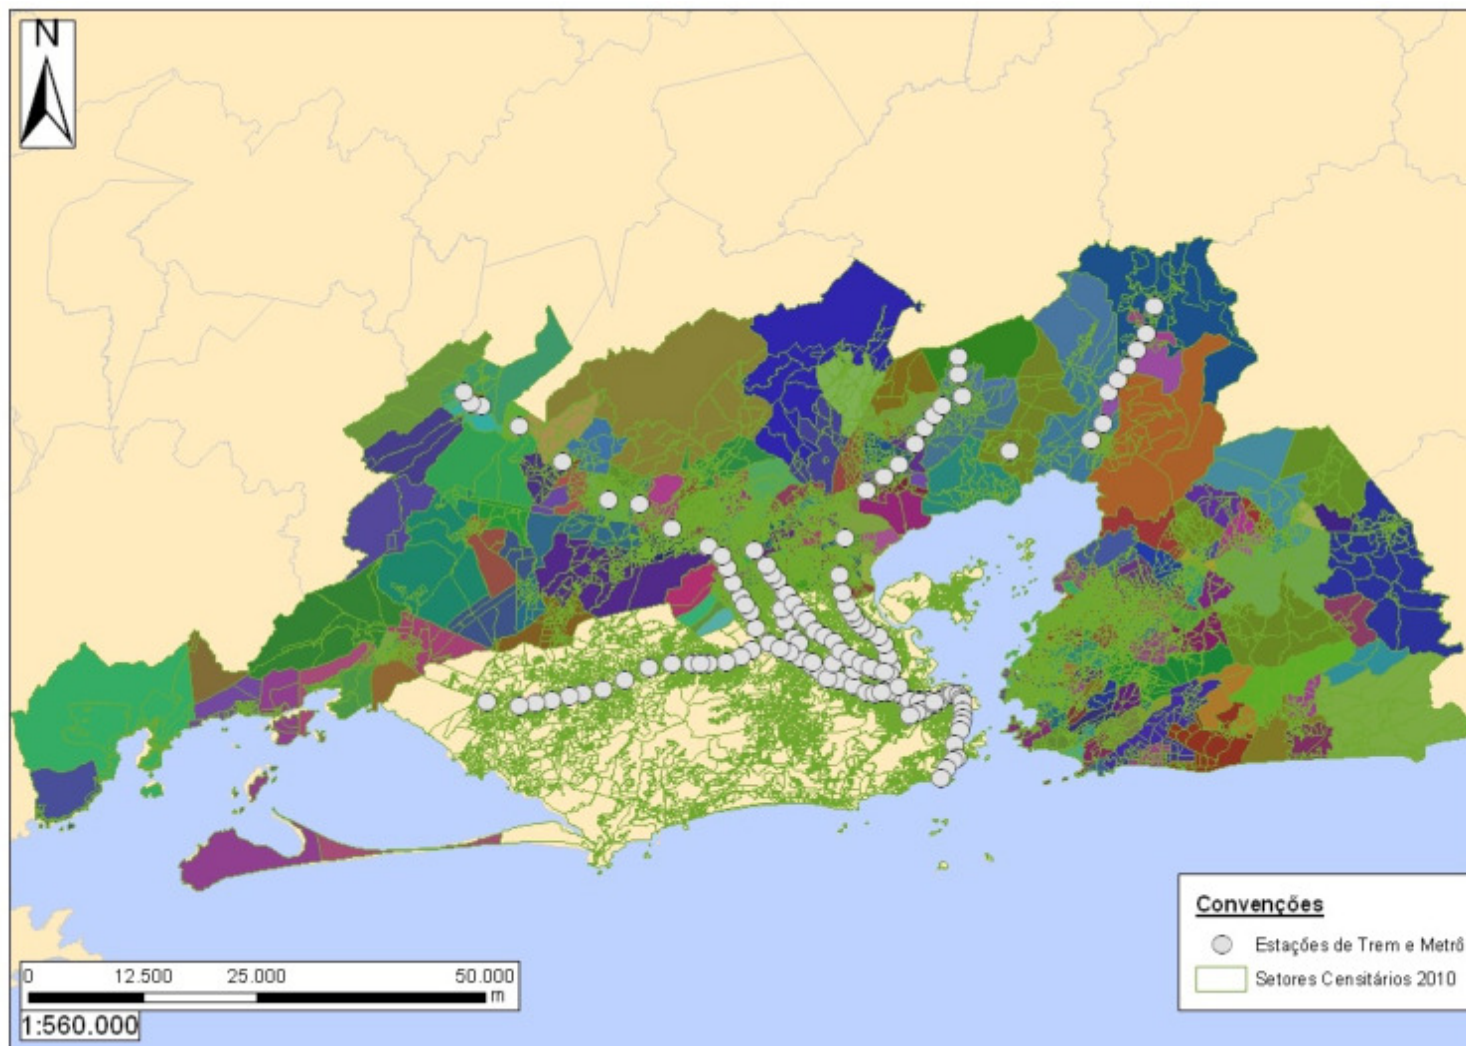 N
Convenções
Estações de Trem e Metrô
Setores Censitários 2010
0 12.500 25.000 50.000
m
1:560.000